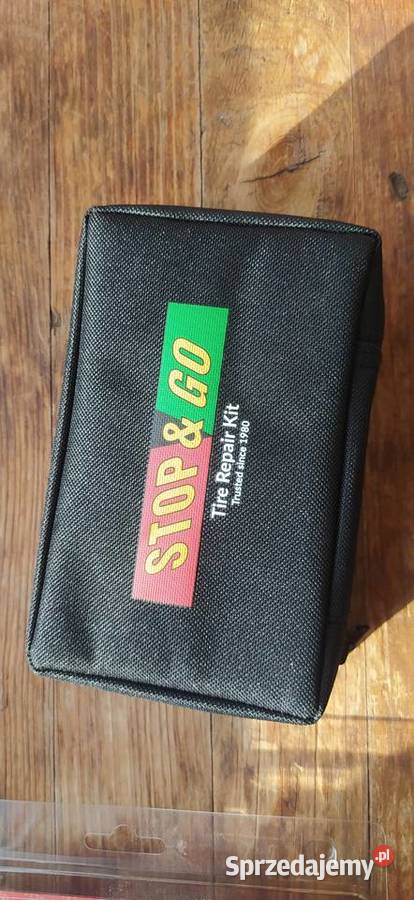 STOP & GO
Tire Repair Kit
Trusted since 1980
Sprzedajemy.pl